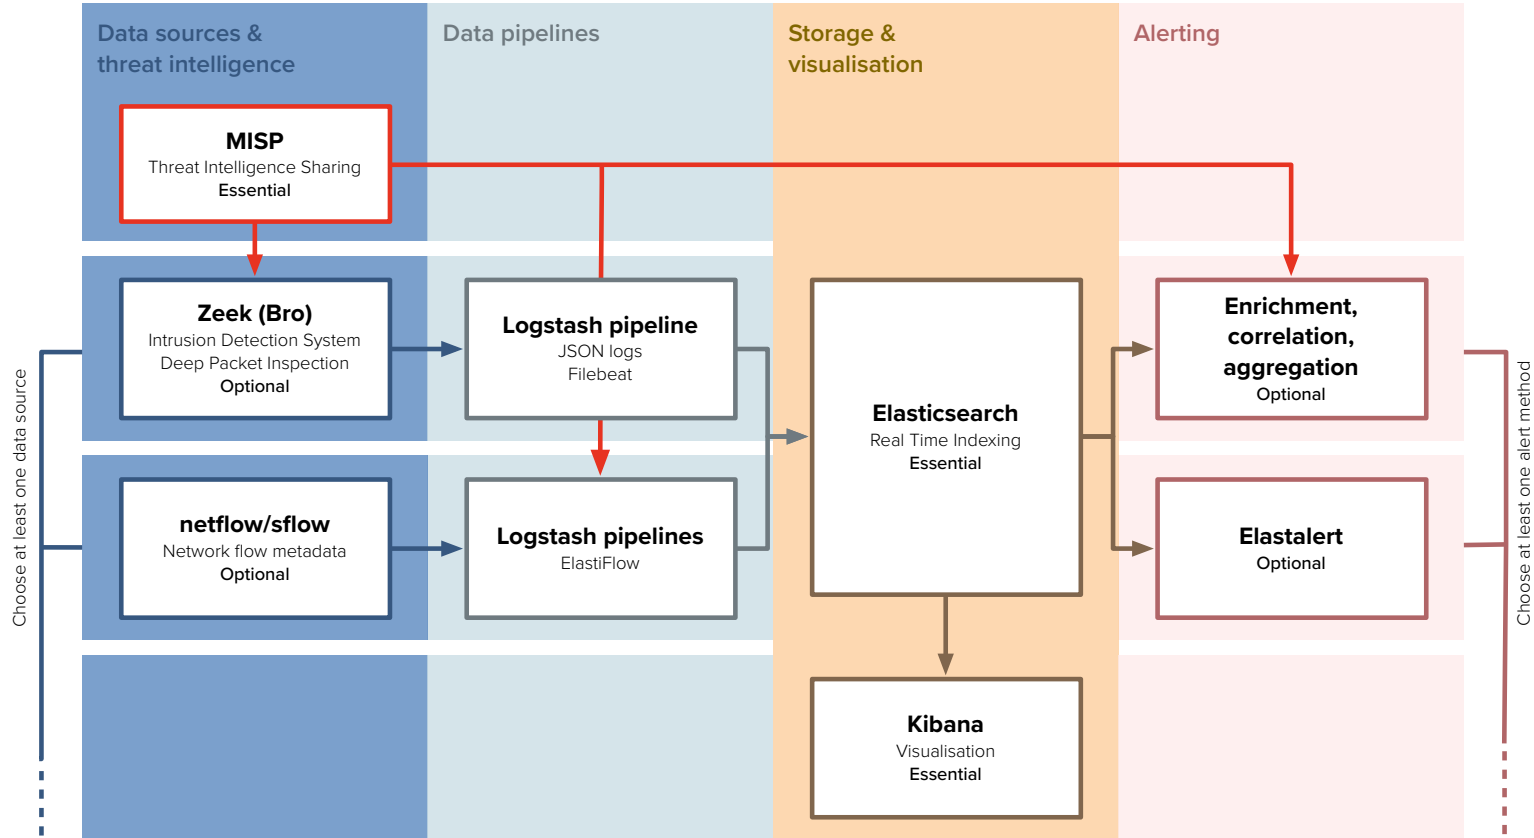 Data sources &
threat intelligence
Data pipelines
Storage &
visualisation
Alerting
MISP
Threat Intelligence Sharing
Essential
Zeek (Bro)
Intrusion Detection System
Deep Packet Inspection
Optional
Logstash pipeline
JSON logs
Filebeat
Elasticsearch
Real Time Indexing
Essential
Enrichment,
correlation,
aggregation
Optional
netflow/sflow
Network flow metadata
Optional
Logstash pipelines
ElastiFlow
Elastalert
Optional
Kibana
Visualisation
Essential
Choose at least one data source
Choose at least one alert method